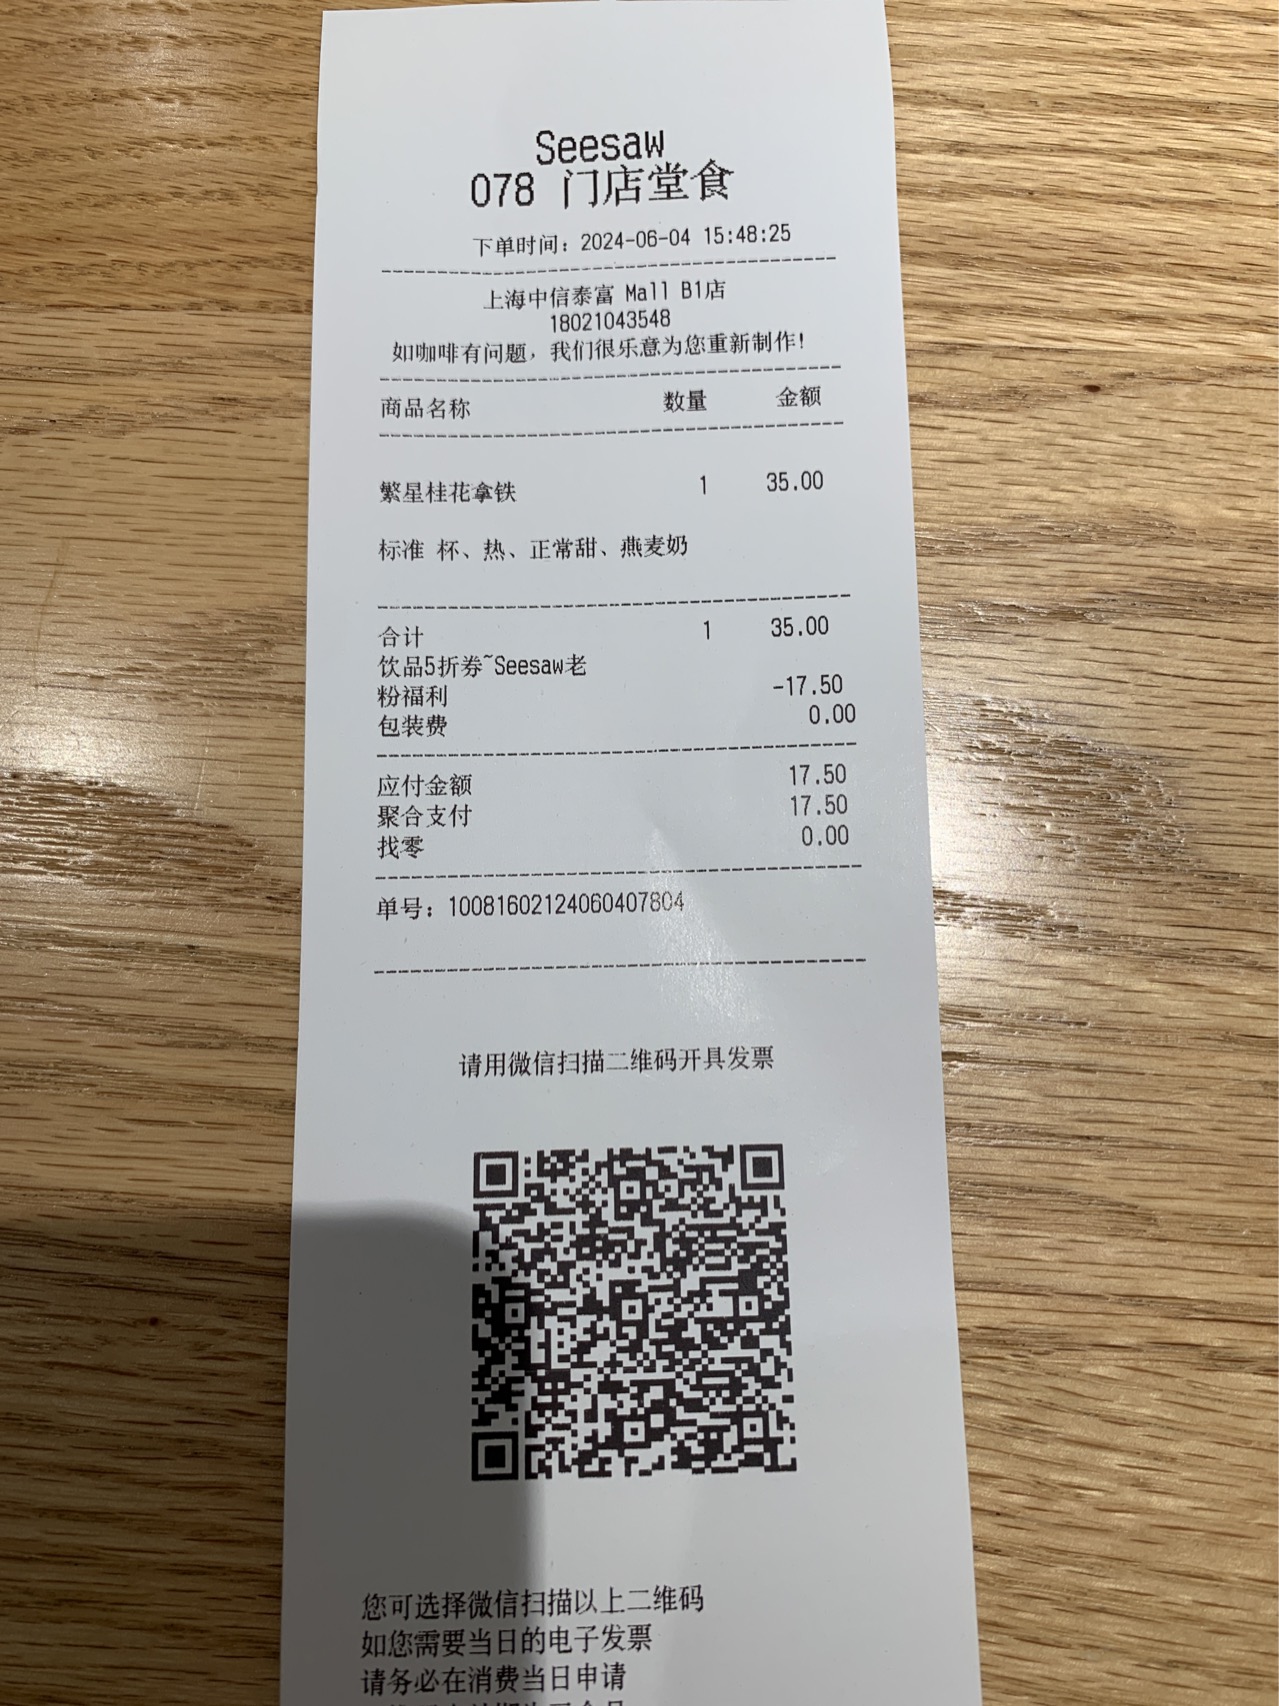 Seesaw
078 门店堂食
下单时间：2024-06-04 15:48:25
上海中信泰富 Mall B1店
18021043548
如咖啡有问题，我们很乐意为您重新制作！
商品名称 数量 金额
繁星桂花拿铁 1 35.00
标准 杯、热、正常甜、燕麦奶
合计 1 35.00
饮品5折券~Seesaw老
粉福利 -17.50
包装费 0.00
应付金额 17.50
聚合支付 17.50
找零 0.00
单号：10081602124060407804
请用微信扫描二维码开具发票
您可选择微信扫描以上二维码
如您需要当日的电子发票
请务必在消费当日申请